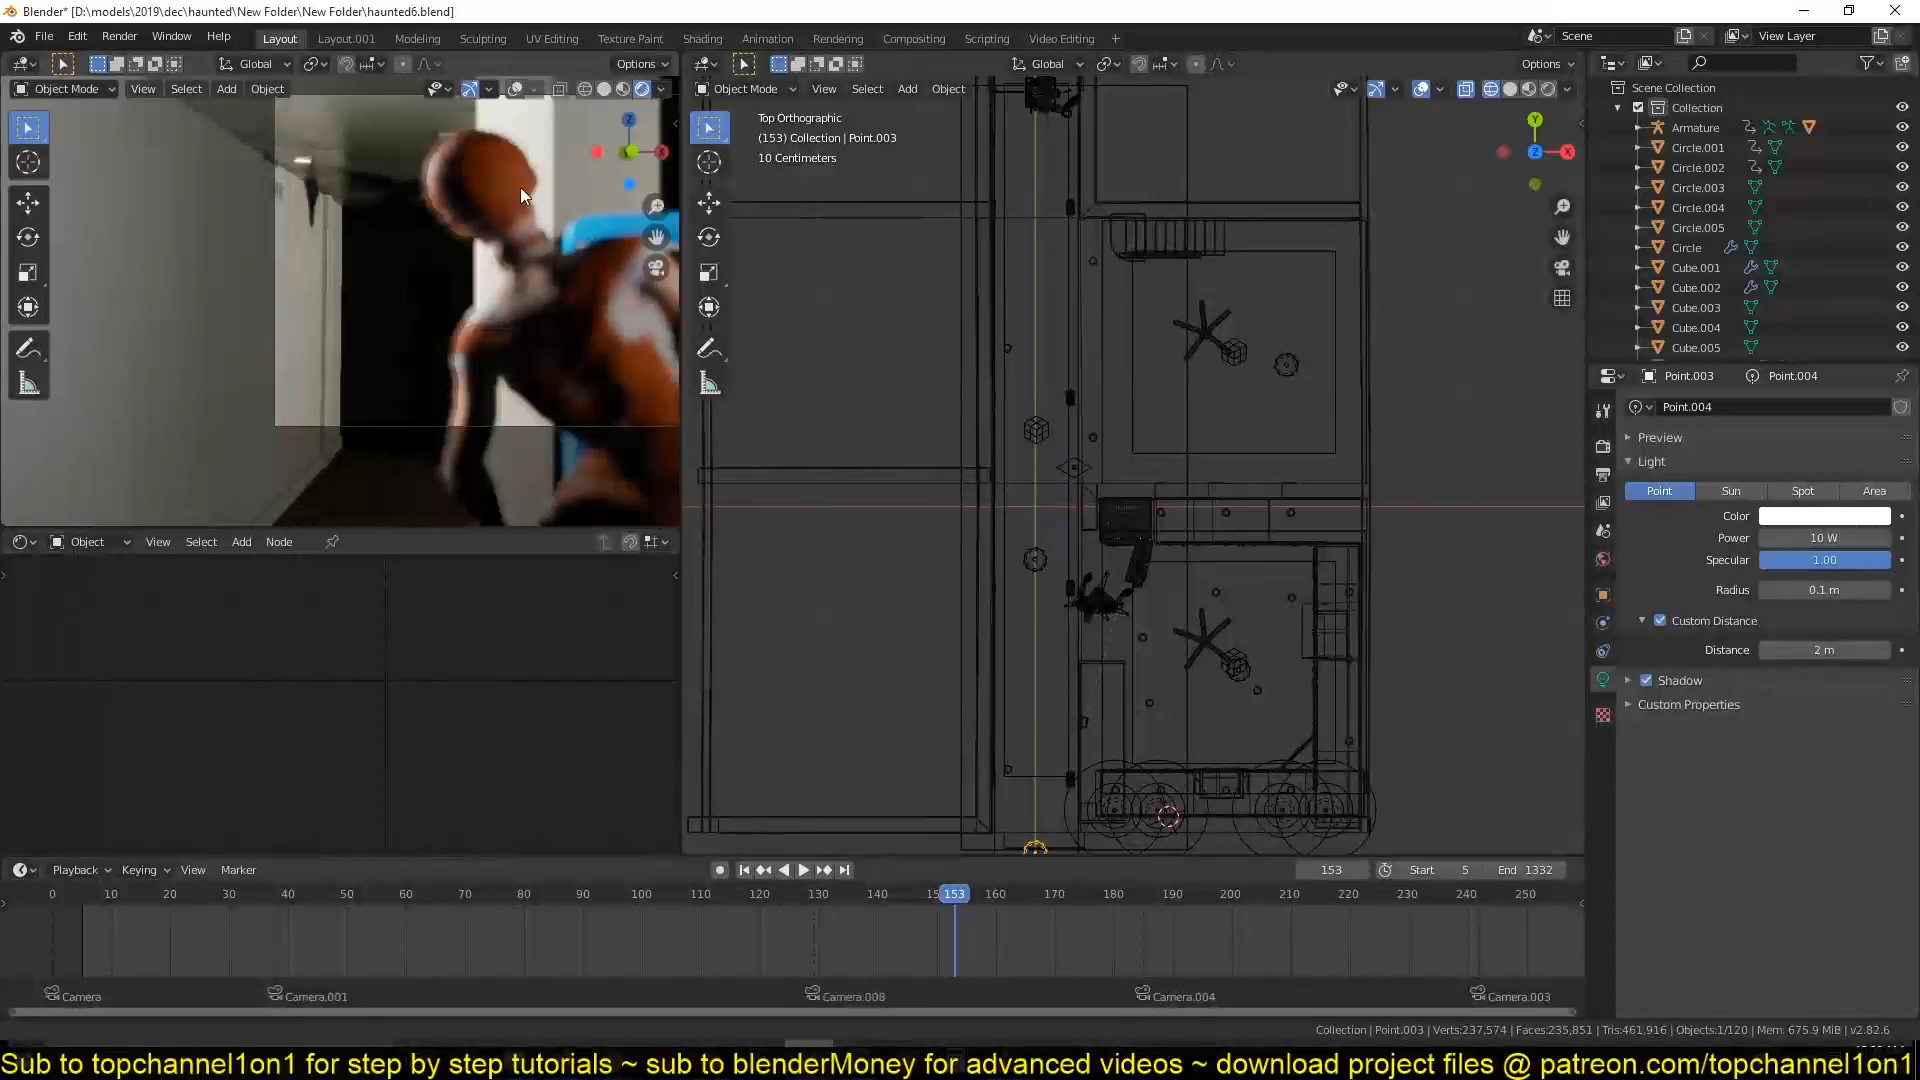 Blender* [D:\models\2019\dec\haunted\New Folder\New Folder\haunted6.blend]
File Edit Render Window Help Layout Layout.001 Modeling Sculpting UV Editing Texture Paint Shading Animation Rendering Compositing Scripting Video Editing + Scene View Layer
Global Options Global Options
Object Mode View Select Add Object Object Mode View Select Add Object
Scene Collection
Collection
Armature
Circle.001
Circle.002
Circle.003
Circle.004
Circle.005
Circle
Cube.001
Cube.002
Cube.003
Cube.004
Cube.005
Top Orthographic
(153) Collection | Point.003
10 Centimeters
Z X
Y Z X
Point.003 Point.004
Point.004
Preview
Light
Point Sun Spot Area
Color
Power 10 W
Specular 1.00
Radius 0.1 m
Custom Distance
Distance 2 m
Shadow
Custom Properties
Object View Select Add Object Node
Playback Keying View Marker 153 Start 5 End 1332
0 10 20 30 40 50 60 70 80 90 100 110 120 130 140 15 153 160 170 180 190 200 210 220 230 240 250
Camera Camera.001 Camera.008 Camera.004 Camera.003
Collection | Point.003 | Verts:237,574 | Faces:235,851 | Tris:461,916 | Objects:1/120 | Mem: 675.9 MiB | v2.82.6
Sub to topchannel1on1 for step by step tutorials ~ sub to blenderMoney for advanced videos ~ download project files @ patreon.com/topchannel1on1